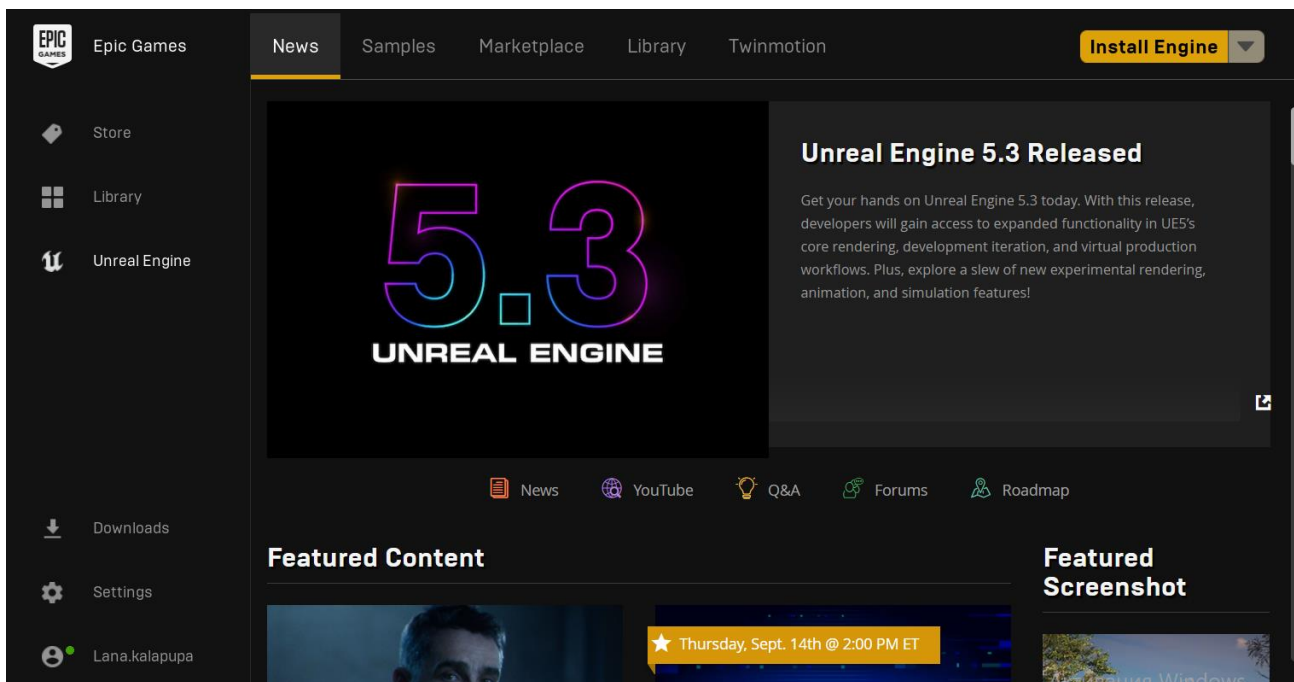 EPIC
GAMES
Epic Games
News
Samples
Marketplace
Library
Twinmotion
Install Engine
Store
Library
Unreal Engine
Downloads
Settings
Lana.kalapupa
5.3
UNREAL ENGINE
Unreal Engine 5.3 Released
Get your hands on Unreal Engine 5.3 today. With this release,
developers will gain access to expanded functionality in UE5's
core rendering, development iteration, and virtual production
workflows. Plus, explore a slew of new experimental rendering,
animation, and simulation features!
News
YouTube
Q&A
Forums
Roadmap
Featured Content
Thursday, Sept. 14th @ 2:00 PM ET
Featured
Screenshot
Активация Windows